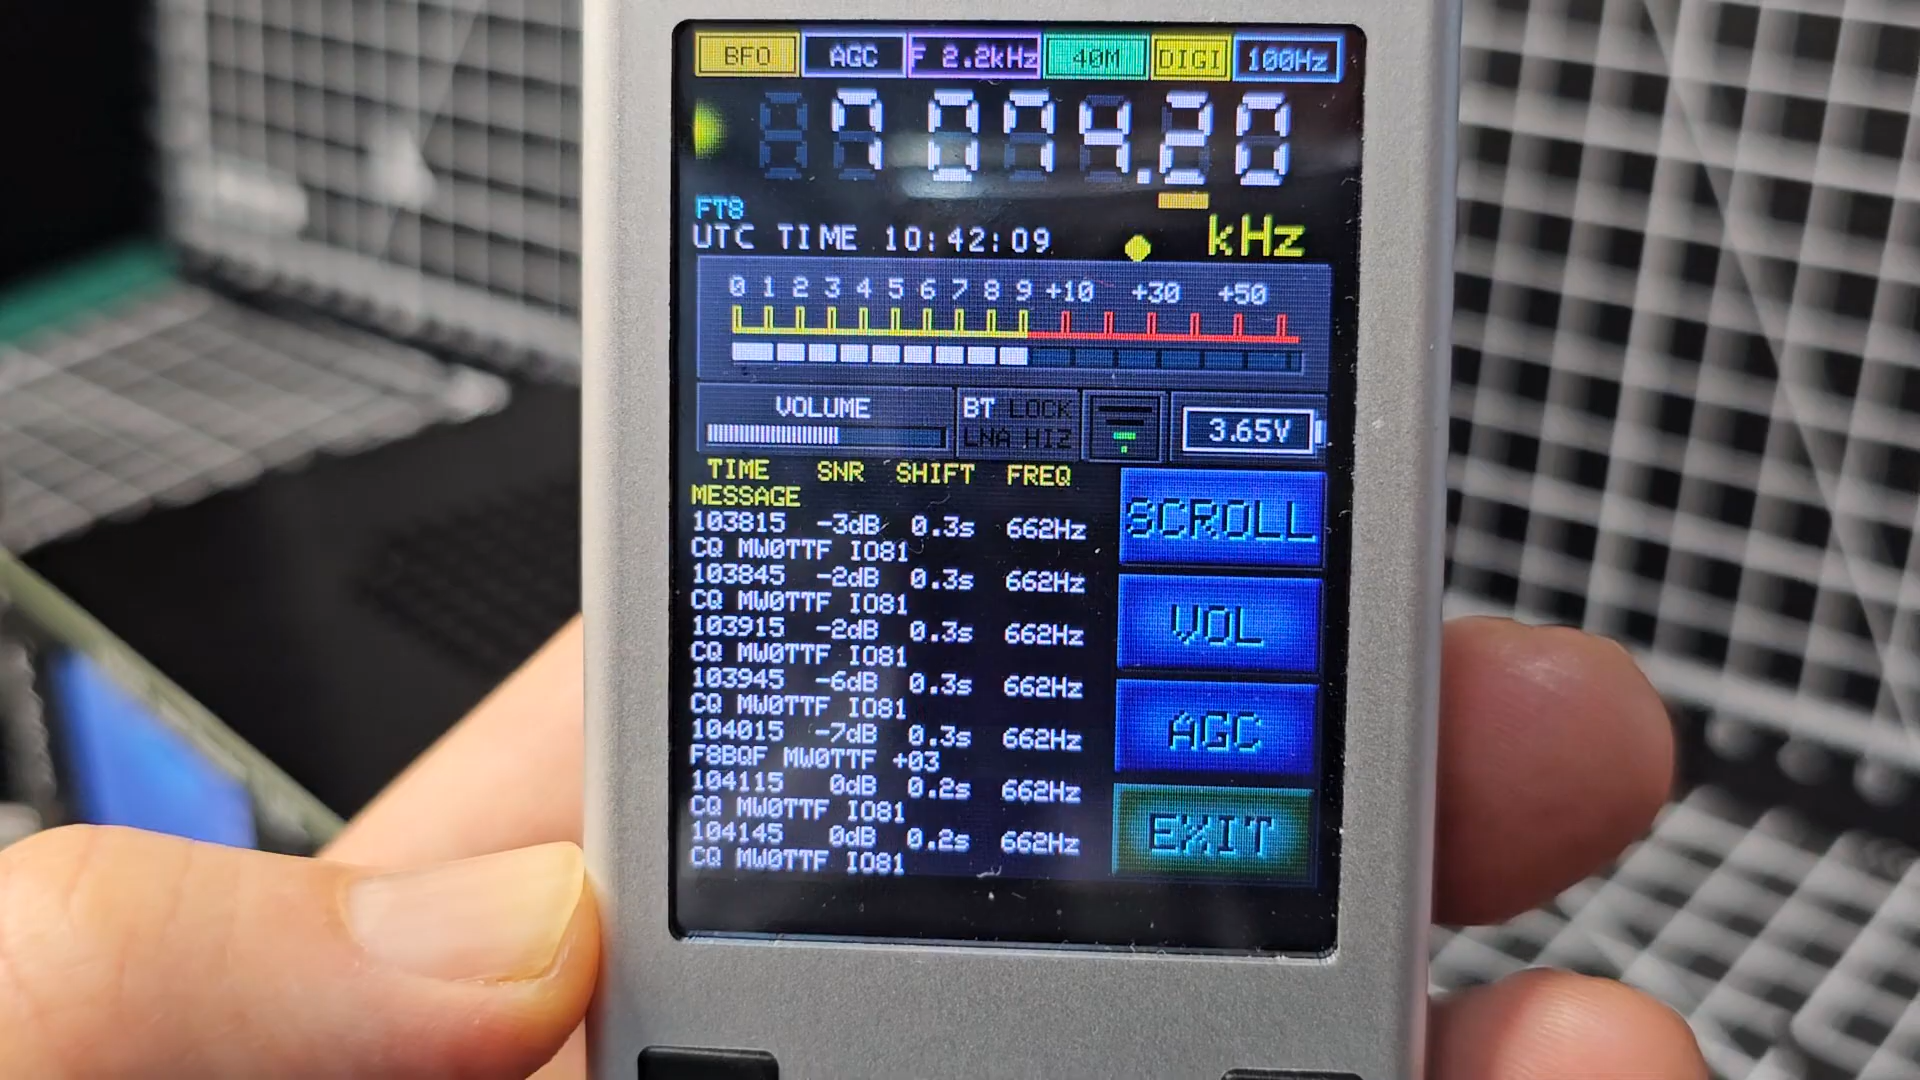 BFO AGC F 2.2kHz 40M DIGI 100Hz
7 074.20
FT8
UTC TIME 10:42:09 kHz
0 1 2 3 4 5 6 7 8 9 +10 +30 +50
VOLUME BT LOCK 3.65V
LNA HIZ
TIME SNR SHIFT FREQ
MESSAGE
103815 -3dB 0.3s 662Hz
CQ MW0TTF IO81
103845 -2dB 0.3s 662Hz
CQ MW0TTF IO81
103915 -2dB 0.3s 662Hz
CQ MW0TTF IO81
103945 -6dB 0.3s 662Hz
CQ MW0TTF IO81
104015 -7dB 0.3s 662Hz
F8BQF MW0TTF +03
104115 0dB 0.2s 662Hz
CQ MW0TTF IO81
104145 0dB 0.2s 662Hz
CQ MW0TTF IO81
SCROLL
VOL
AGC
EXIT